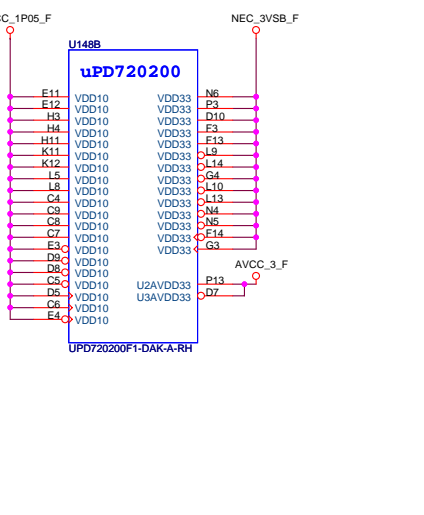 C_1P05_F NEC_3VSB_F
U148B
uPD720200
E11 VDD10 VDD33 N6
E12 VDD10 VDD33 P3
H3 VDD10 VDD33 D10
H4 VDD10 VDD33 F3
H11 VDD10 VDD33 F13
K11 VDD10 VDD33 L9
K12 VDD10 VDD33 L14
L5 VDD10 VDD33 G4
L8 VDD10 VDD33 L10
C4 VDD10 VDD33 L13
C9 VDD10 VDD33 N4
C8 VDD10 VDD33 N5
C7 VDD10 VDD33 F14
E3 VDD10 VDD33 G3
D9 VDD10
D8 VDD10 AVCC_3_F
C5 VDD10 U2AVDD33 P13
D5 VDD10 U3AVDD33 D7
C6 VDD10
E4 VDD10
UPD720200F1-DAK-A-RH